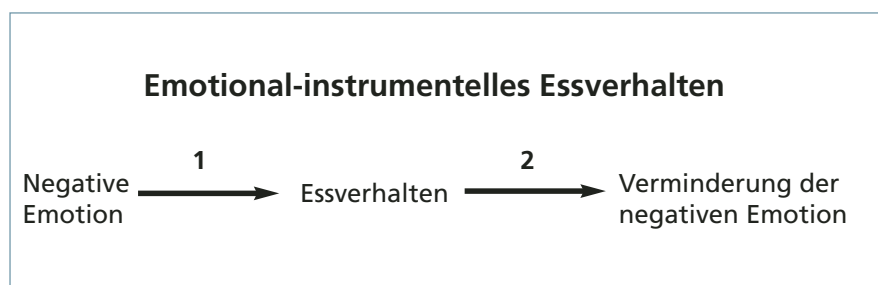 Emotional-instrumentelles Essverhalten
1
2
Negative
Emotion
Essverhalten
Verminderung der
negativen Emotion